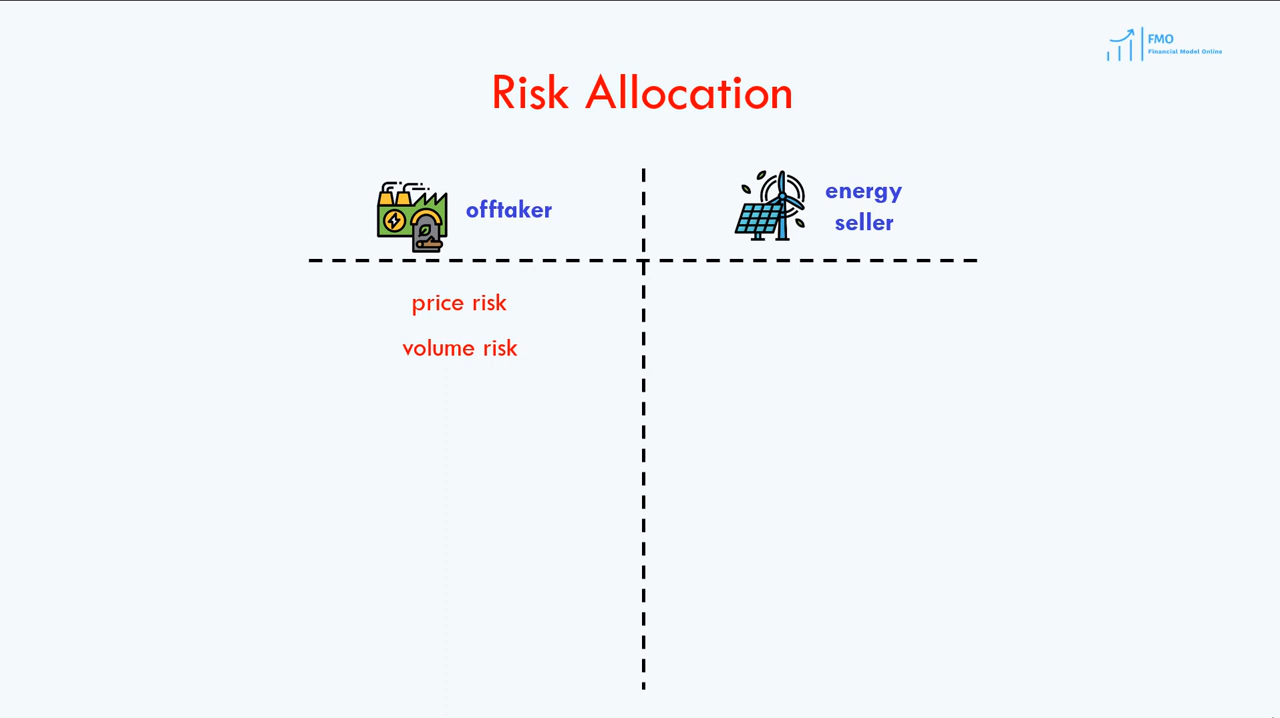 FMO
Financial Model Online
Risk Allocation
offtaker
energy
seller
price risk
volume risk